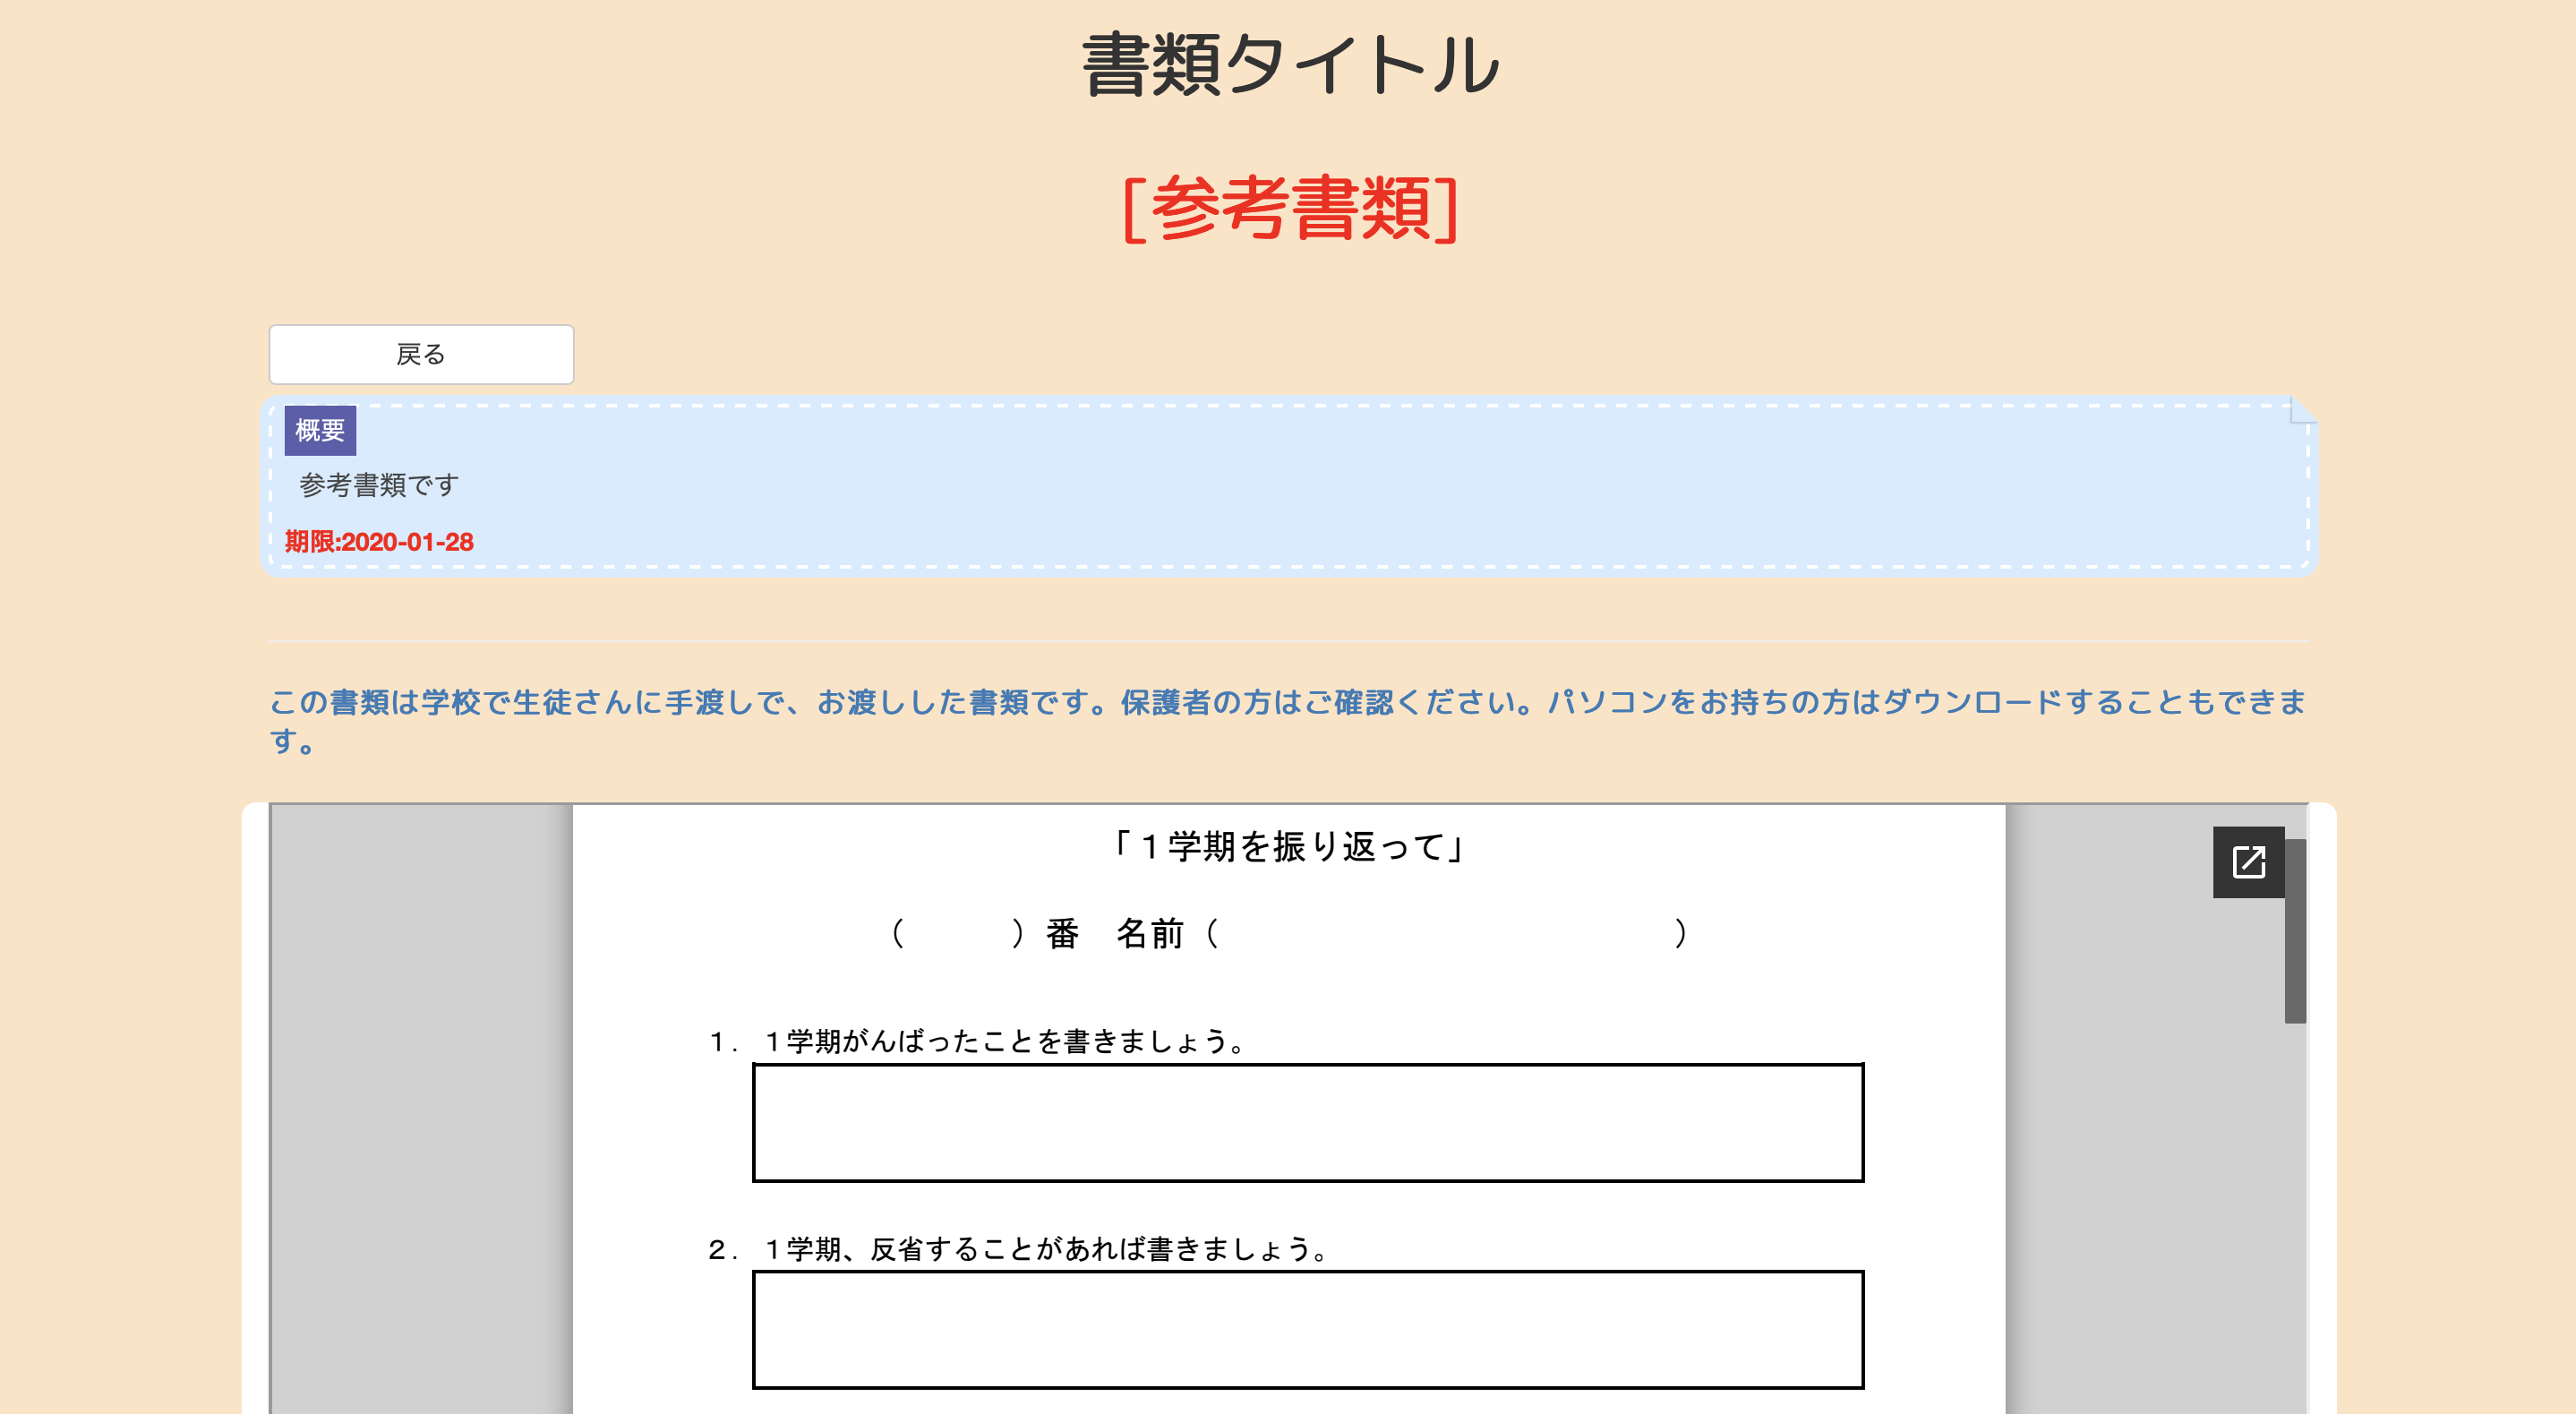 書類タイトル
[参考書類]
戻る
概要
参考書類です
期限:2020-01-28
この書類は学校で生徒さんに手渡しで、お渡しした書類です。保護者の方はご確認ください。パソコンをお持ちの方はダウンロードすることもできま
す。
「１学期を振り返って」
（　　　）番　名前（　　　　　　　　　　　　　）
１．１学期がんばったことを書きましょう。
２．１学期、反省することがあれば書きましょう。